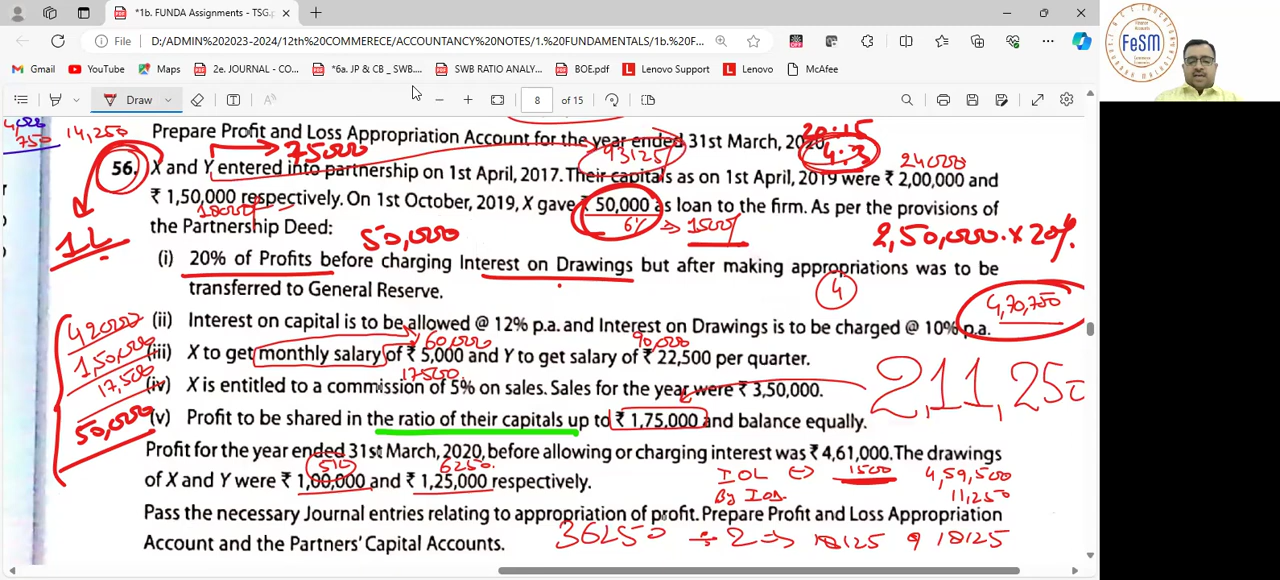 *1b. FUNDA Assignments - TSG.
File D:/ADMIN%202023-2024/12th%20COMMERECE/ACCOUNTANCE%20NOTES/1.%20FUNDAMENTALS/1b.%20F...
Gmail YouTube Maps 2e. JOURNAL - CO... *6a. JP & CB _ SWB.... SWB RATIO ANALY... BOE.pdf Lenovo Support Lenovo McAfee
Draw 8 of 15
FeSM
750 14,250
Prepare Profit and Loss Appropriation Account for the year ended 31st March, 2020.
20:15
75000 93125 4:3 24000
56. X and Y entered into partnership on 1st April, 2017. Their capitals as on 1st April, 2019 were ₹ 2,00,000 and
₹ 1,50,000 respectively. On 1st October, 2019, X gave ₹ 50,000 as loan to the firm. As per the provisions of
18000 6% ⇒ 1500/
the Partnership Deed:
1L 50,000 2,50,000 × 20%
(i) 20% of Profits before charging Interest on Drawings but after making appropriations was to be
transferred to General Reserve.
4 4,70,750
(ii) Interest on capital is to be allowed @ 12% p.a. and Interest on Drawings is to be charged @ 10% p.a.
420000 60,000 90,000
(iii) X to get monthly salary of ₹ 5,000 and Y to get salary of ₹ 22,500 per quarter.
1,50,000 17500
(iv) X is entitled to a commission of 5% on sales. Sales for the year were ₹ 3,50,000.
17,500 2,11,250
(v) Profit to be shared in the ratio of their capitals up to ₹ 1,75,000 and balance equally.
50,000
Profit for the year ended 31st March, 2020, before allowing or charging interest was ₹ 4,61,000. The drawings
6250
of X and Y were ₹ 1,00,000 and ₹ 1,25,000 respectively.
IOL ⇔ 1500 4,59,500
By IOD. 11,250
Pass the necessary Journal entries relating to appropriation of profit. Prepare Profit and Loss Appropriation
Account and the Partners' Capital Accounts.
36250 ÷ 2 ⇒ 18125 9 18125